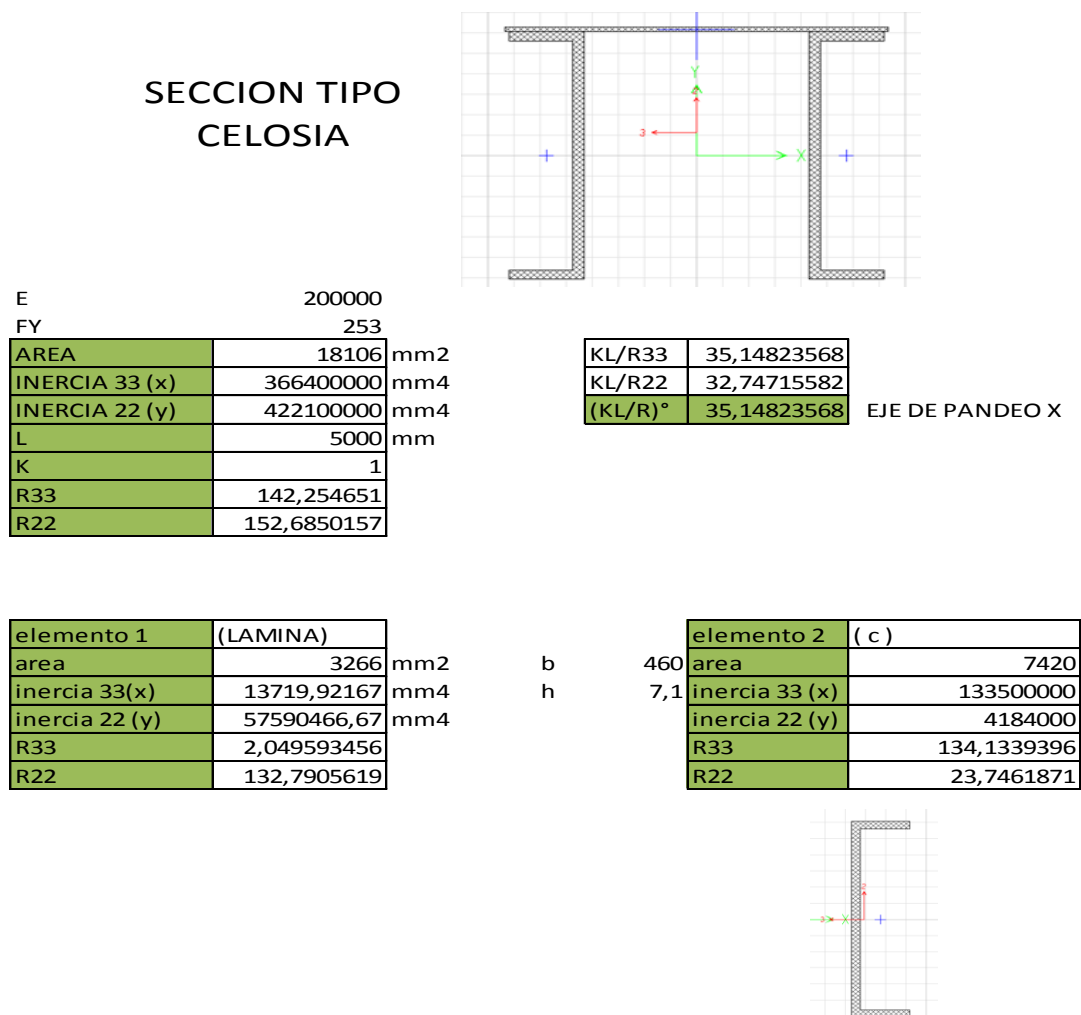 SECCION TIPO
CELOSIA
Y
2
3
X
E 200000
FY 253
AREA 18106 mm2 KL/R33 35,14823568
INERCIA 33 (x) 366400000 mm4 KL/R22 32,74715582
INERCIA 22 (y) 422100000 mm4 (KL/R)° 35,14823568 EJE DE PANDEO X
L 5000 mm
K 1
R33 142,254651
R22 152,6850157
elemento 1 (LAMINA) elemento 2 ( c )
area 3266 mm2 b 460 area 7420
inercia 33(x) 13719,92167 mm4 h 7,1 inercia 33 (x) 133500000
inercia 22 (y) 57590466,67 mm4 inercia 22 (y) 4184000
R33 2,049593456 R33 134,1339396
R22 132,7905619 R22 23,7461871
2
3 X